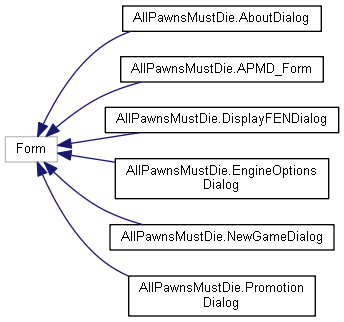 AllPawnsMustDie.AboutDialog
AllPawnsMustDie.APMD_Form
AllPawnsMustDie.DisplayFENDialog
Form
AllPawnsMustDie.EngineOptions
Dialog
AllPawnsMustDie.NewGameDialog
AllPawnsMustDie.Promotion
Dialog